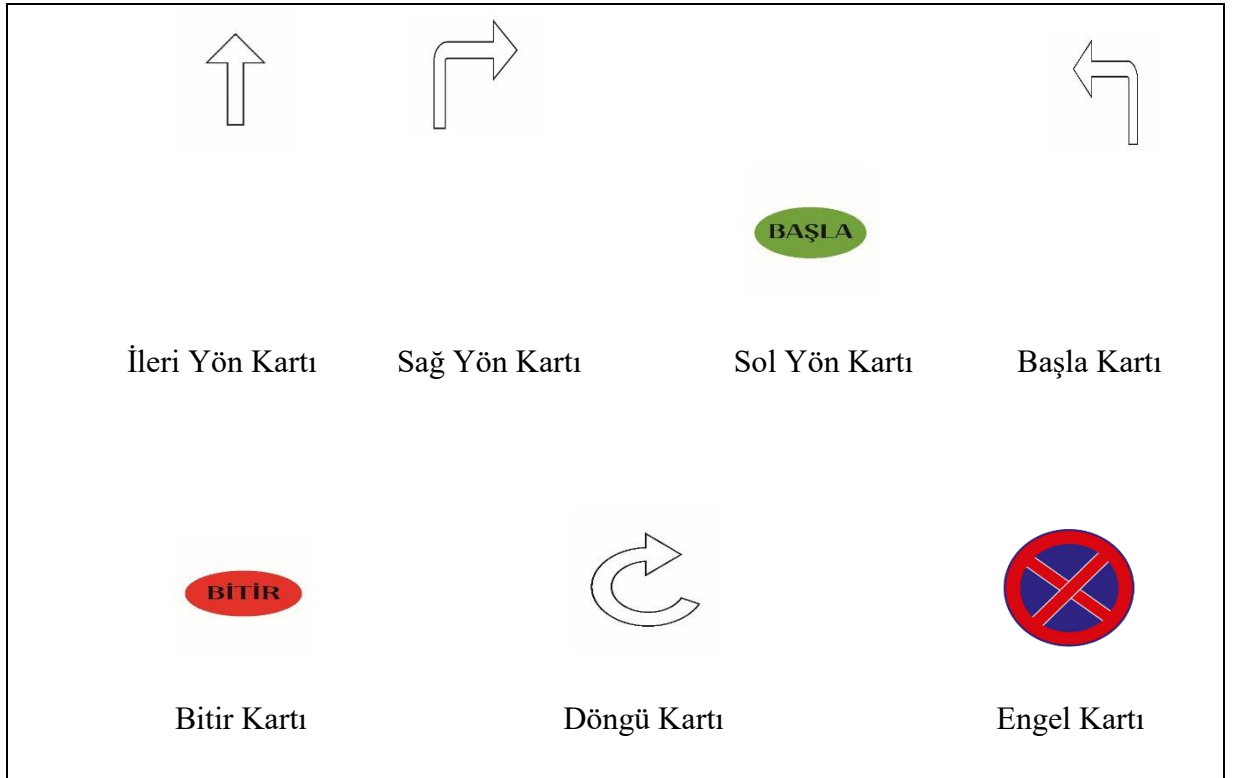 BAŞLA
İleri Yön Kartı Sağ Yön Kartı Sol Yön Kartı Başla Kartı
BİTİR
Bitir Kartı Döngü Kartı Engel Kartı